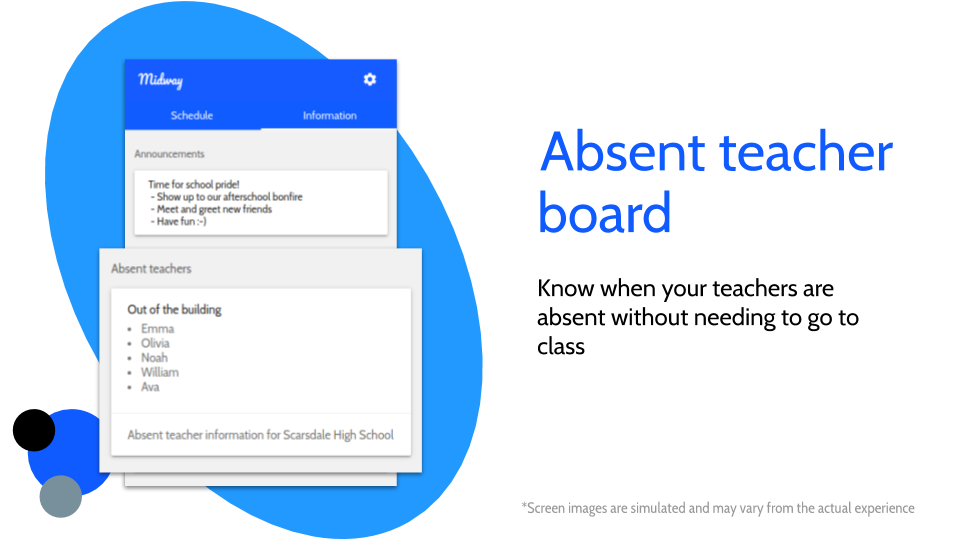 Midway
Schedule
Information
Announcements
Time for school pride!
- Show up to our afterschool bonfire
- Meet and greet new friends
- Have fun :-)
Absent teachers
Out of the building
• Emma
• Olivia
• Noah
• William
• Ava
Absent teacher information for Scarsdale High School
Absent teacher
board
Know when your teachers are
absent without needing to go to
class
*Screen images are simulated and may vary from the actual experience